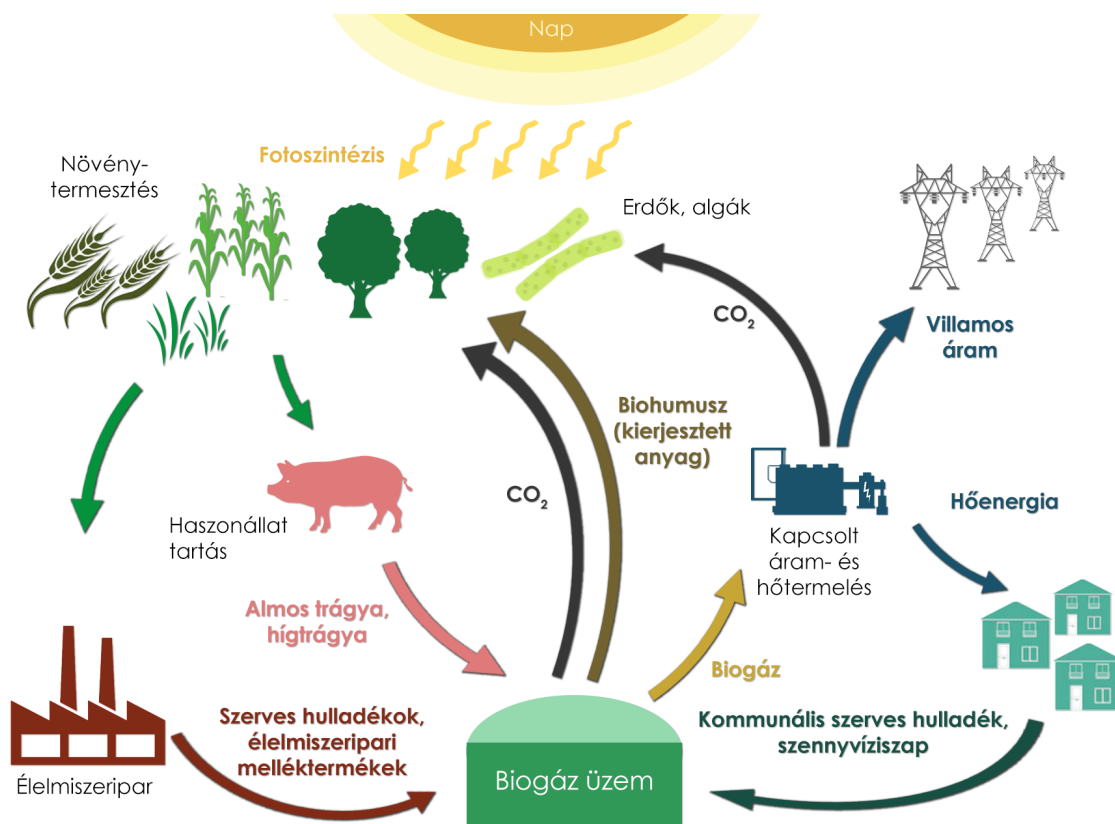 Nap
Fotoszintézis
Növény-
termesztés
Erdők, algák
CO₂
Villamos
áram
Biohumusz
(kierjesztett
anyag)
CO₂
Haszonállat
tartás
Kapcsolt
áram- és
hőtermelés
Hőenergia
Almos trágya,
hígtrágya
Biogáz
Szerves hulladékok,
élelmiszeripari
melléktermékek
Kommunális szerves hulladék,
szennyvíziszap
Élelmiszeripar
Biogáz üzem